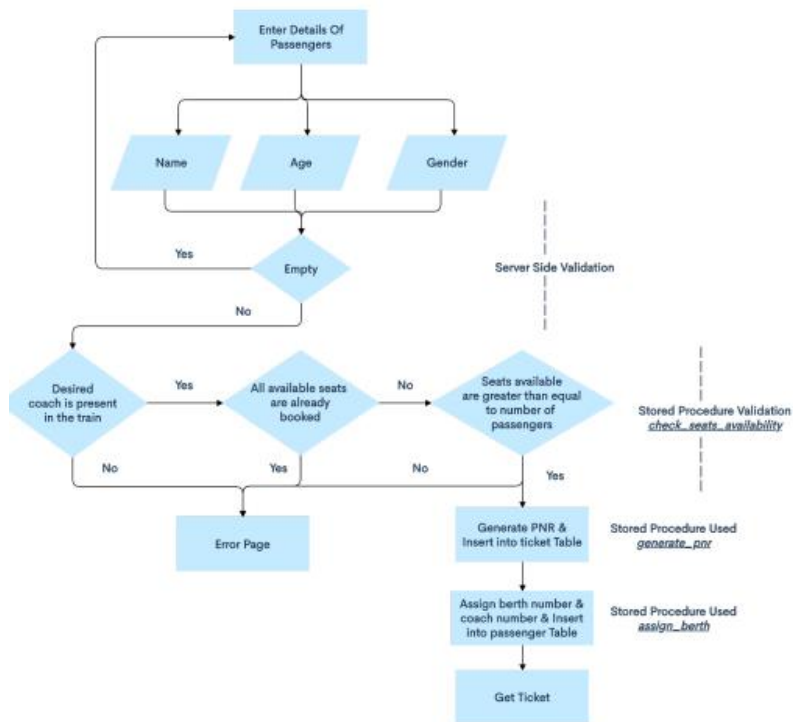 Enter Details Of
Passengers
Name
Age
Gender
Yes
Empty
Server Side Validation
No
Desired
coach is present
in the train
Yes
All available seats
are already
booked
No
Seats available
are greater than equal
to number of
passengers
Stored Procedure Validation
check_seats_availability
No
Yes
No
Yes
Error Page
Generate PNR &
Insert into ticket Table
Stored Procedure Used
generate_pnr
Assign berth number &
coach number & Insert
into passenger Table
Stored Procedure Used
assign_berth
Get Ticket